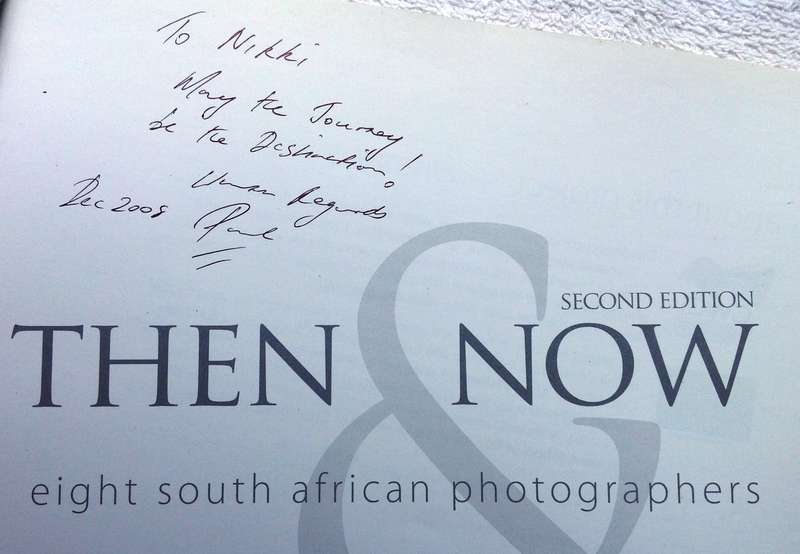 To Nikki
May the Journey
be the Destination!
Warm Regards
Dec 2008 Paul
&
SECOND EDITION
THEN NOW
eight south african photographers